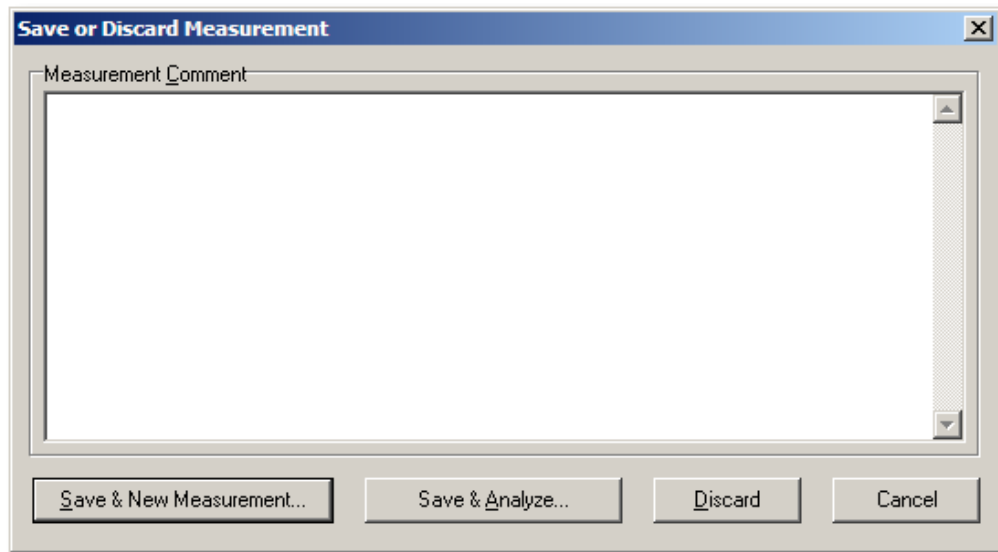 Save or Discard Measurement
Measurement Comment
Save & New Measurement... Save & Analyze... Discard Cancel